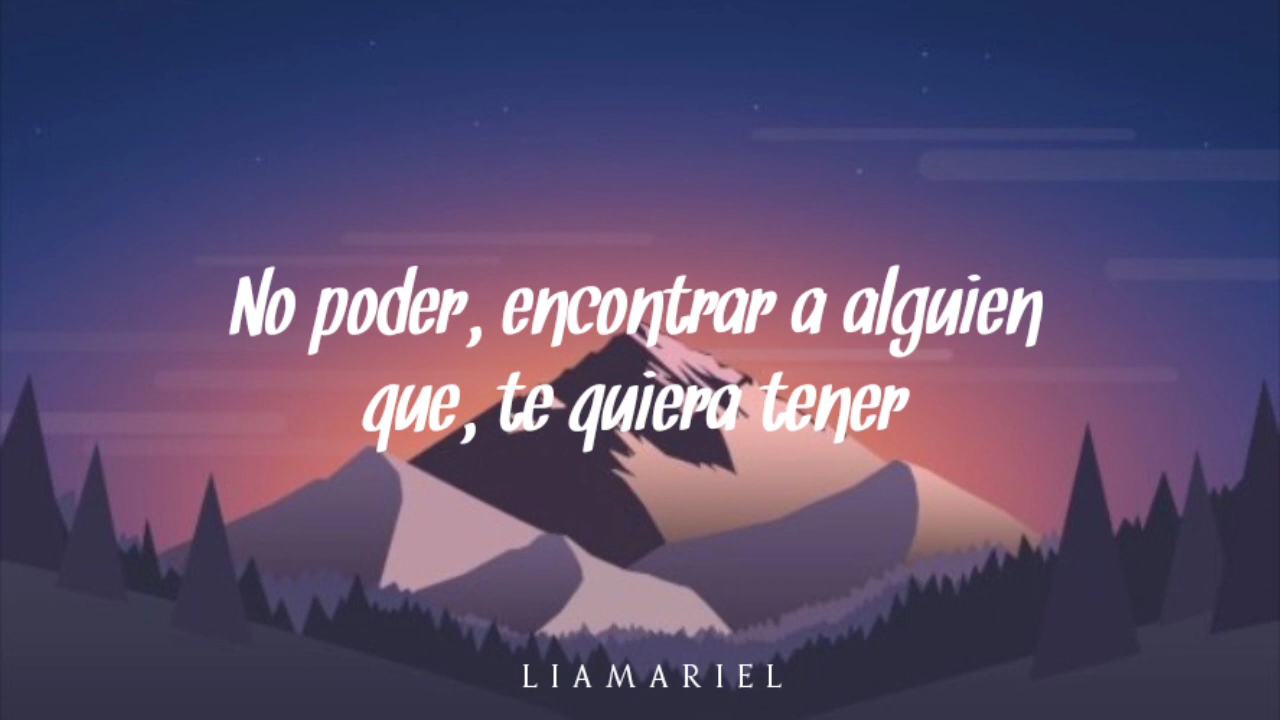 No poder, encontrar a alguien
que, te quiera tener
LIAMARIEL